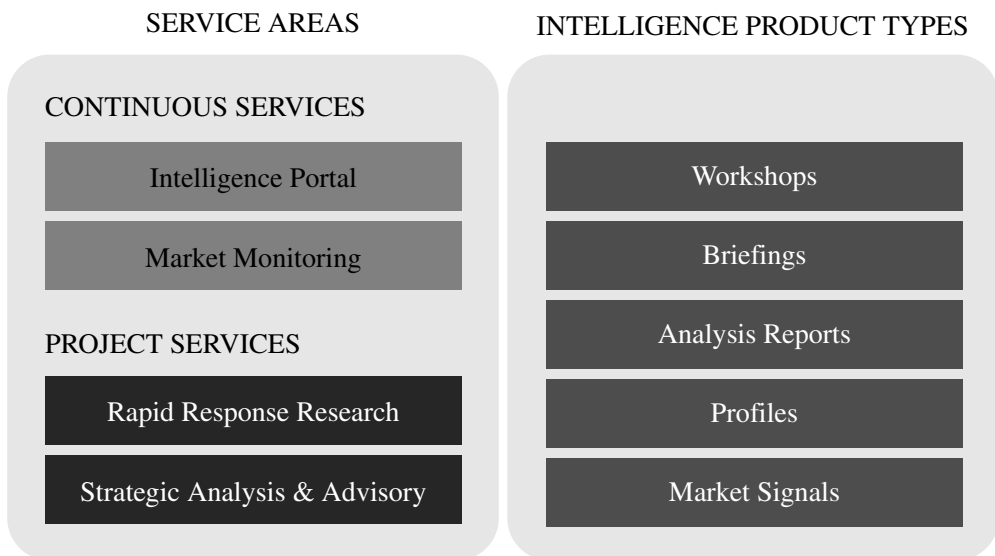 SERVICE AREAS
CONTINUOUS SERVICES
Intelligence Portal
Market Monitoring
PROJECT SERVICES
Rapid Response Research
Strategic Analysis & Advisory
INTELLIGENCE PRODUCT TYPES
Workshops
Briefings
Analysis Reports
Profiles
Market Signals